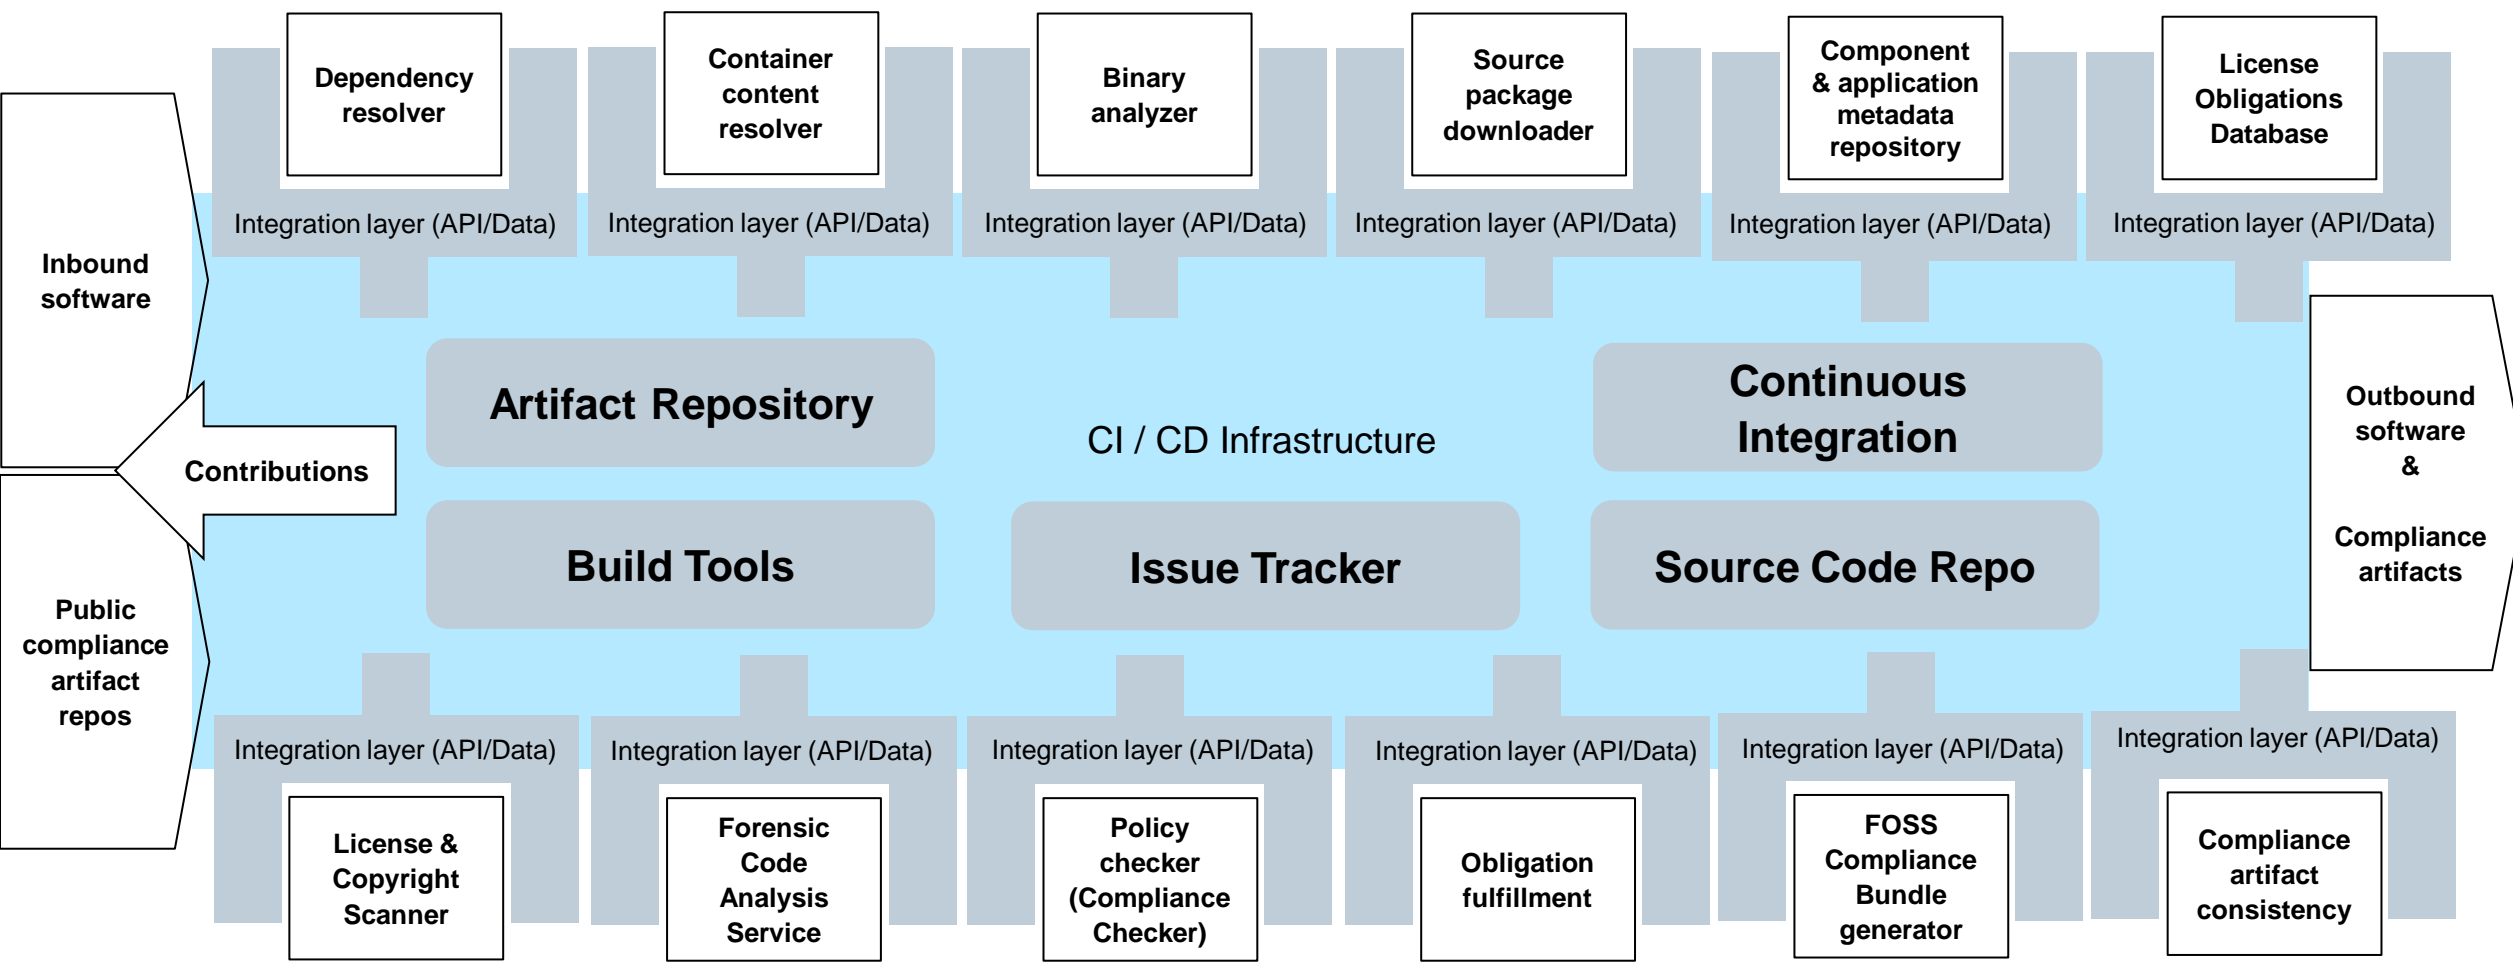 Dependency
resolver
Container
content
resolver
Binary
analyzer
Source
package
downloader
Component
& application
metadata
repository
License
Obligations
Database
Integration layer (API/Data)
Integration layer (API/Data)
Integration layer (API/Data)
Integration layer (API/Data)
Integration layer (API/Data)
Integration layer (API/Data)
Inbound
software
Contributions
Public
compliance
artifact
repos
Artifact Repository
CI / CD Infrastructure
Continuous
Integration
Build Tools
Issue Tracker
Source Code Repo
Outbound
software
&
Compliance
artifacts
Integration layer (API/Data)
Integration layer (API/Data)
Integration layer (API/Data)
Integration layer (API/Data)
Integration layer (API/Data)
Integration layer (API/Data)
License &
Copyright
Scanner
Forensic
Code
Analysis
Service
Policy
checker
(Compliance
Checker)
Obligation
fulfillment
FOSS
Compliance
Bundle
generator
Compliance
artifact
consistency